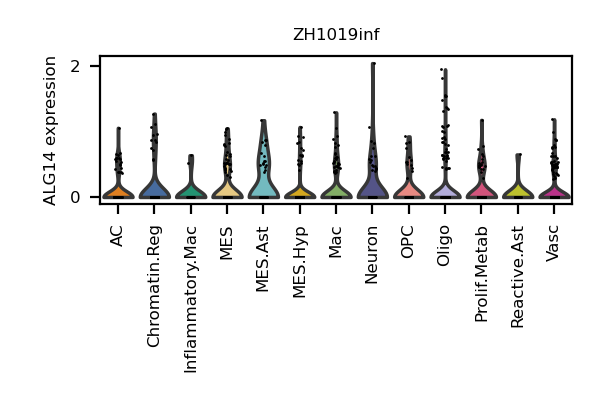 ZH1019inf
ALG14 expression
2
0
AC
Chromatin.Reg
Inflammatory.Mac
MES
MES.Ast
MES.Hyp
Mac
Neuron
OPC
Oligo
Prolif.Metab
Reactive.Ast
Vasc